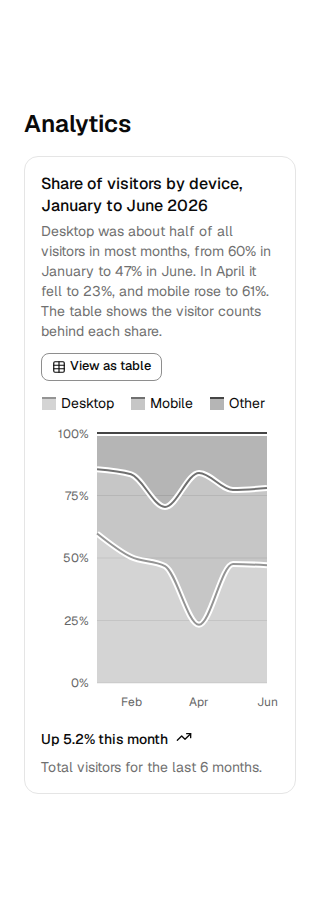 Analytics
Share of visitors by device,
January to June 2026
Desktop was about half of all
visitors in most months, from 60% in
January to 47% in June. In April it
fell to 23%, and mobile rose to 61%.
The table shows the visitor counts
behind each share.
View as table
Desktop Mobile Other
100%
75%
50%
25%
0%
Feb Apr Jun
Up 5.2% this month
Total visitors for the last 6 months.